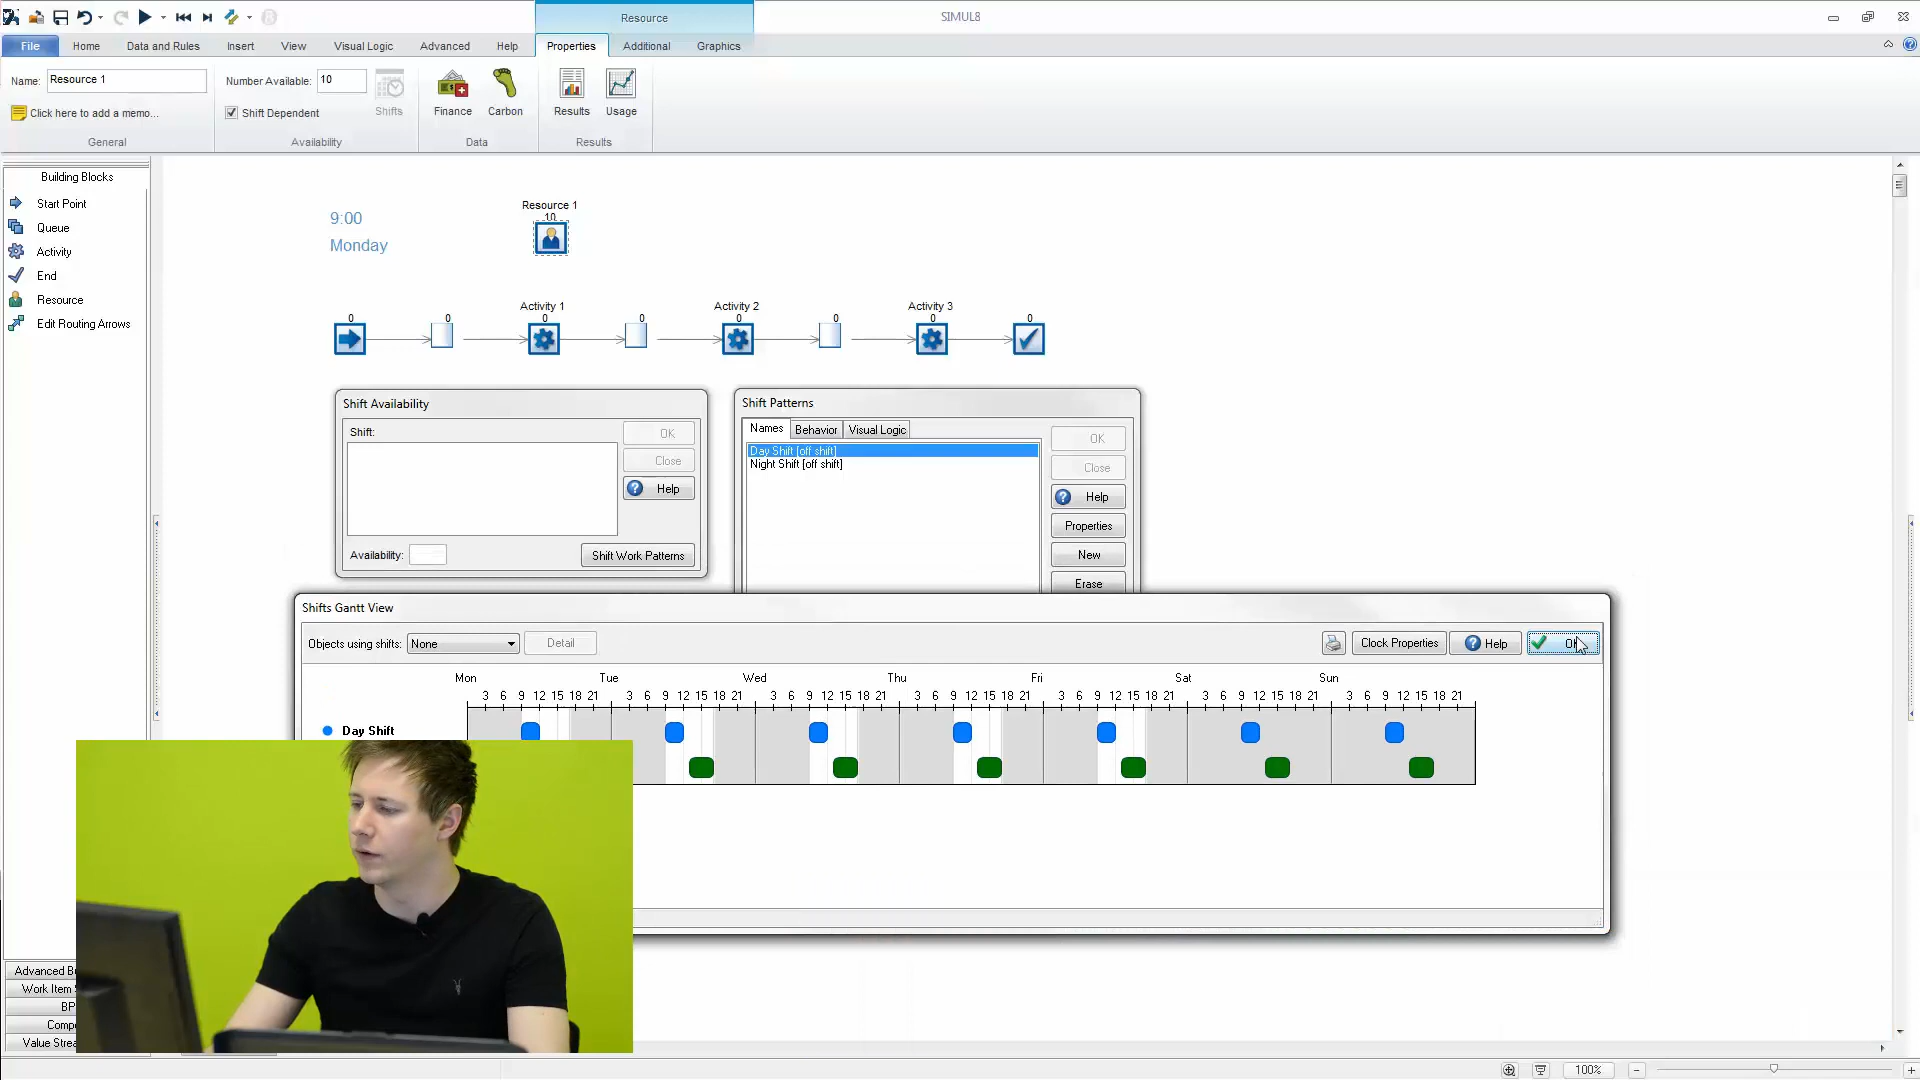 Resource
SIMUL8
File Home Data and Rules Insert View Visual Logic Advanced Help Properties Additional Graphics
Name: Resource 1
Click here to add a memo...
General
Number Available: 10
Shift Dependent
Shifts
Availability
Finance Carbon
Data
Results Usage
Results
Building Blocks
Start Point
Queue
Activity
End
Resource
Edit Routing Arrows
9:00
Monday
Resource 1
10
Activity 1 Activity 2 Activity 3
0 0 0 0 0 0 0 0
Shift Availability
Shift:
OK
Close
Help
Availability:
Shift Work Patterns
Shift Patterns
Names Behavior Visual Logic
Day Shift [off shift]
Night Shift [off shift]
OK
Close
Help
Properties
New
Erase
Shifts Gantt View
Objects using shifts: None Detail Clock Properties Help
Mon Tue Wed Thu Fri Sat Sun
3 6 9 12 15 18 21 3 6 9 12 15 18 21 3 6 9 12 15 18 21 3 6 9 12 15 18 21 3 6 9 12 15 18 21 3 6 9 12 15 18 21 3 6 9 12 15 18 21
Day Shift
Advanced
Work Item
Value
100%